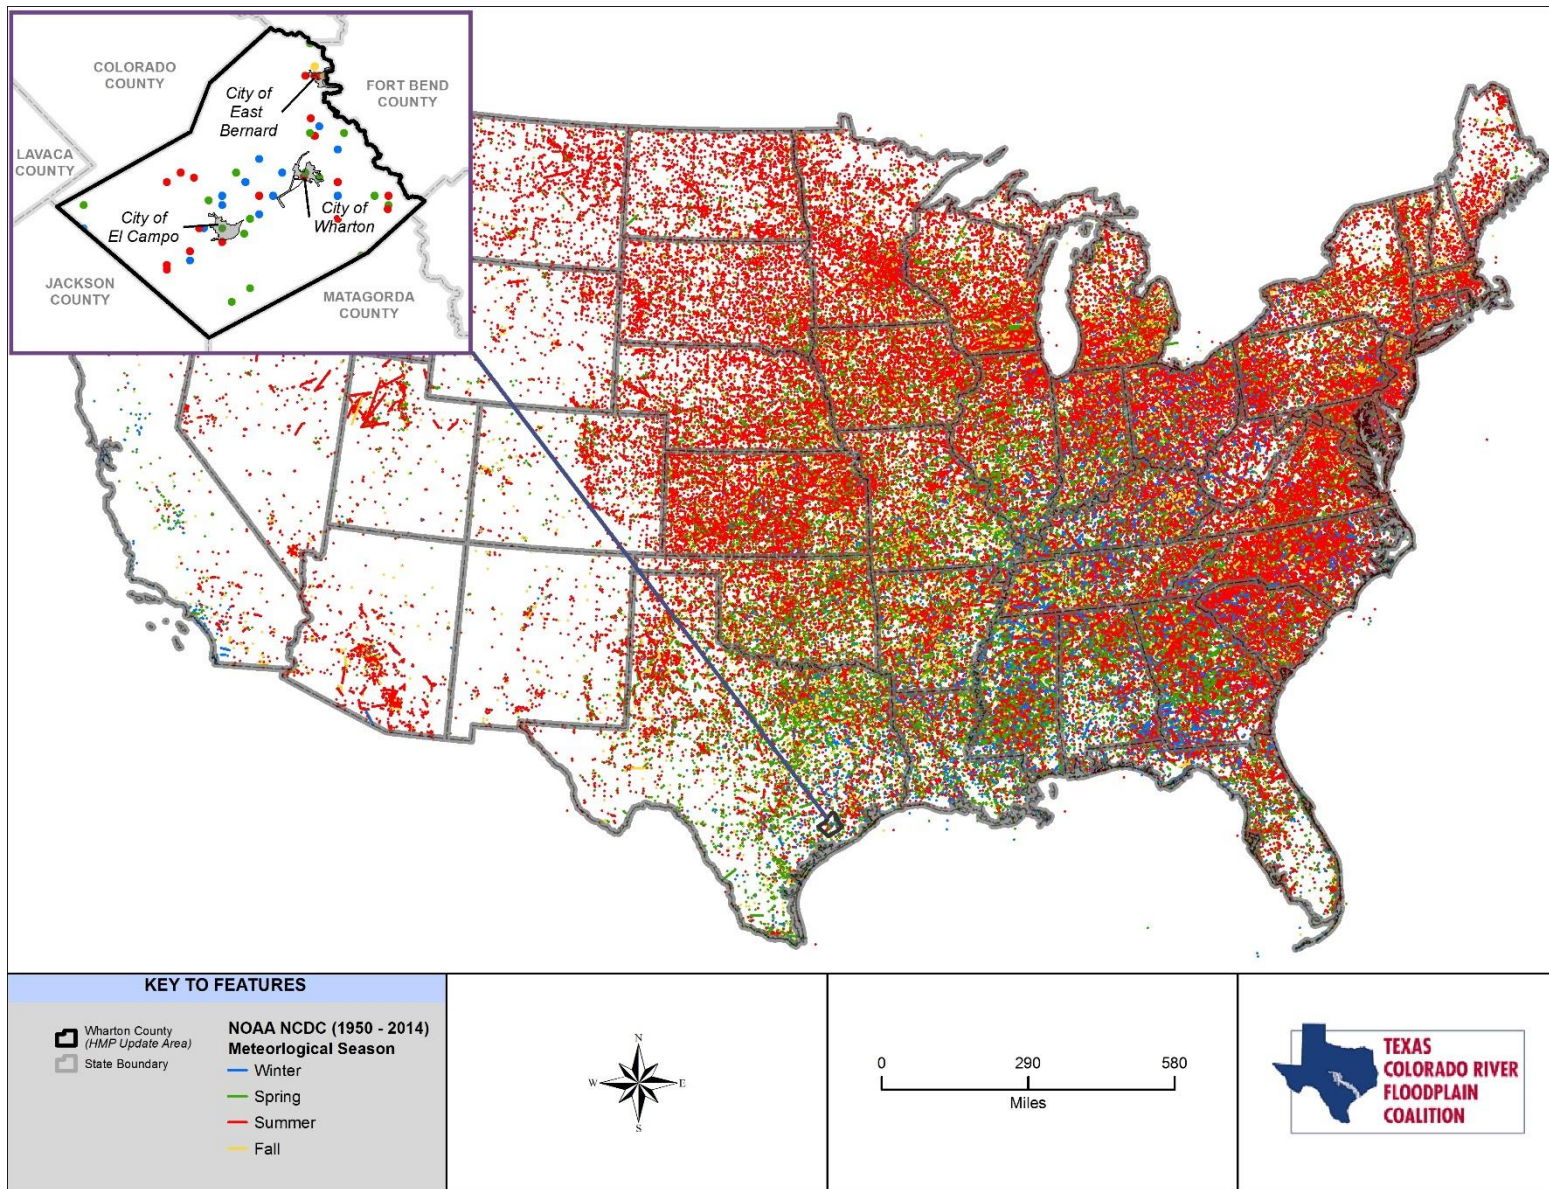 COLORADO
COUNTY
City of
East
Bernard
FORT BEND
COUNTY
LAVACA
COUNTY
City of
El Campo
City of
Wharton
JACKSON
COUNTY
MATAGORDA
COUNTY
KEY TO FEATURES
Wharton County
(HMP Update Area)
State Boundary
NOAA NCDC (1950 - 2014)
Meteorlogical Season
Winter
Spring
Summer
Fall
N
W E
S
0 290 580
Miles
TEXAS
COLORADO RIVER
FLOODPLAIN
COALITION